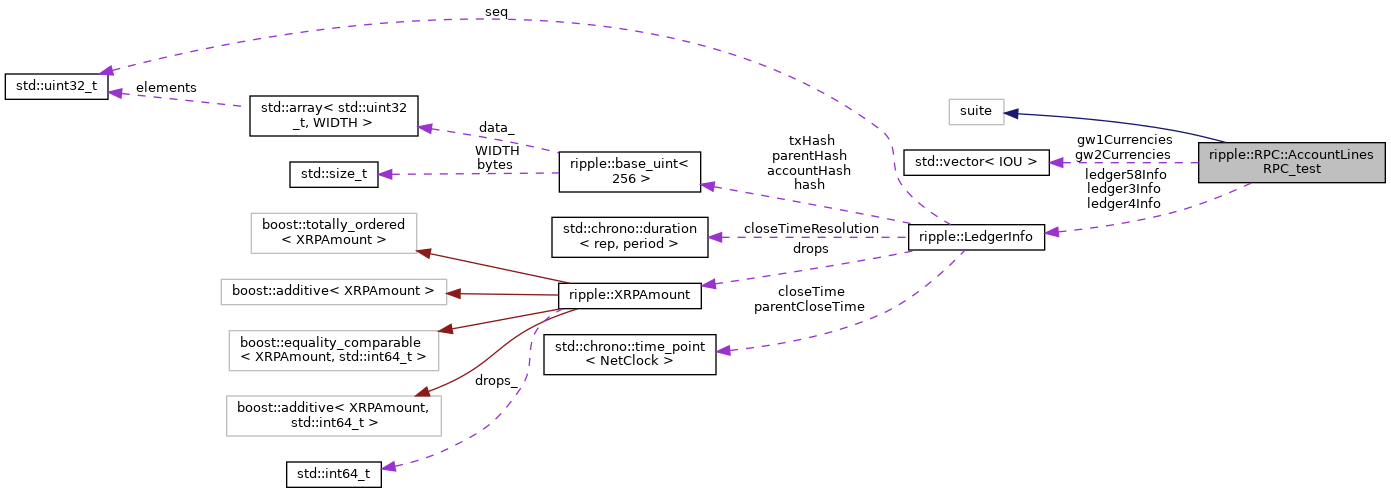 seq
std::uint32_t
elements
std::array< std::uint32
_t, WIDTH >
data_
WIDTH
bytes
std::size_t
ripple::base_uint<
256 >
txHash
parentHash
accountHash
hash
suite
std::vector< IOU >
gw1Currencies
gw2Currencies
ripple::RPC::AccountLines
RPC_test
ledger58Info
ledger3Info
ledger4Info
boost::totally_ordered
< XRPAmount >
std::chrono::duration
< rep, period >
closeTimeResolution
drops
ripple::LedgerInfo
boost::additive< XRPAmount >
ripple::XRPAmount
closeTime
parentCloseTime
boost::equality_comparable
< XRPAmount, std::int64_t >
std::chrono::time_point
< NetClock >
drops_
boost::additive< XRPAmount,
std::int64_t >
std::int64_t